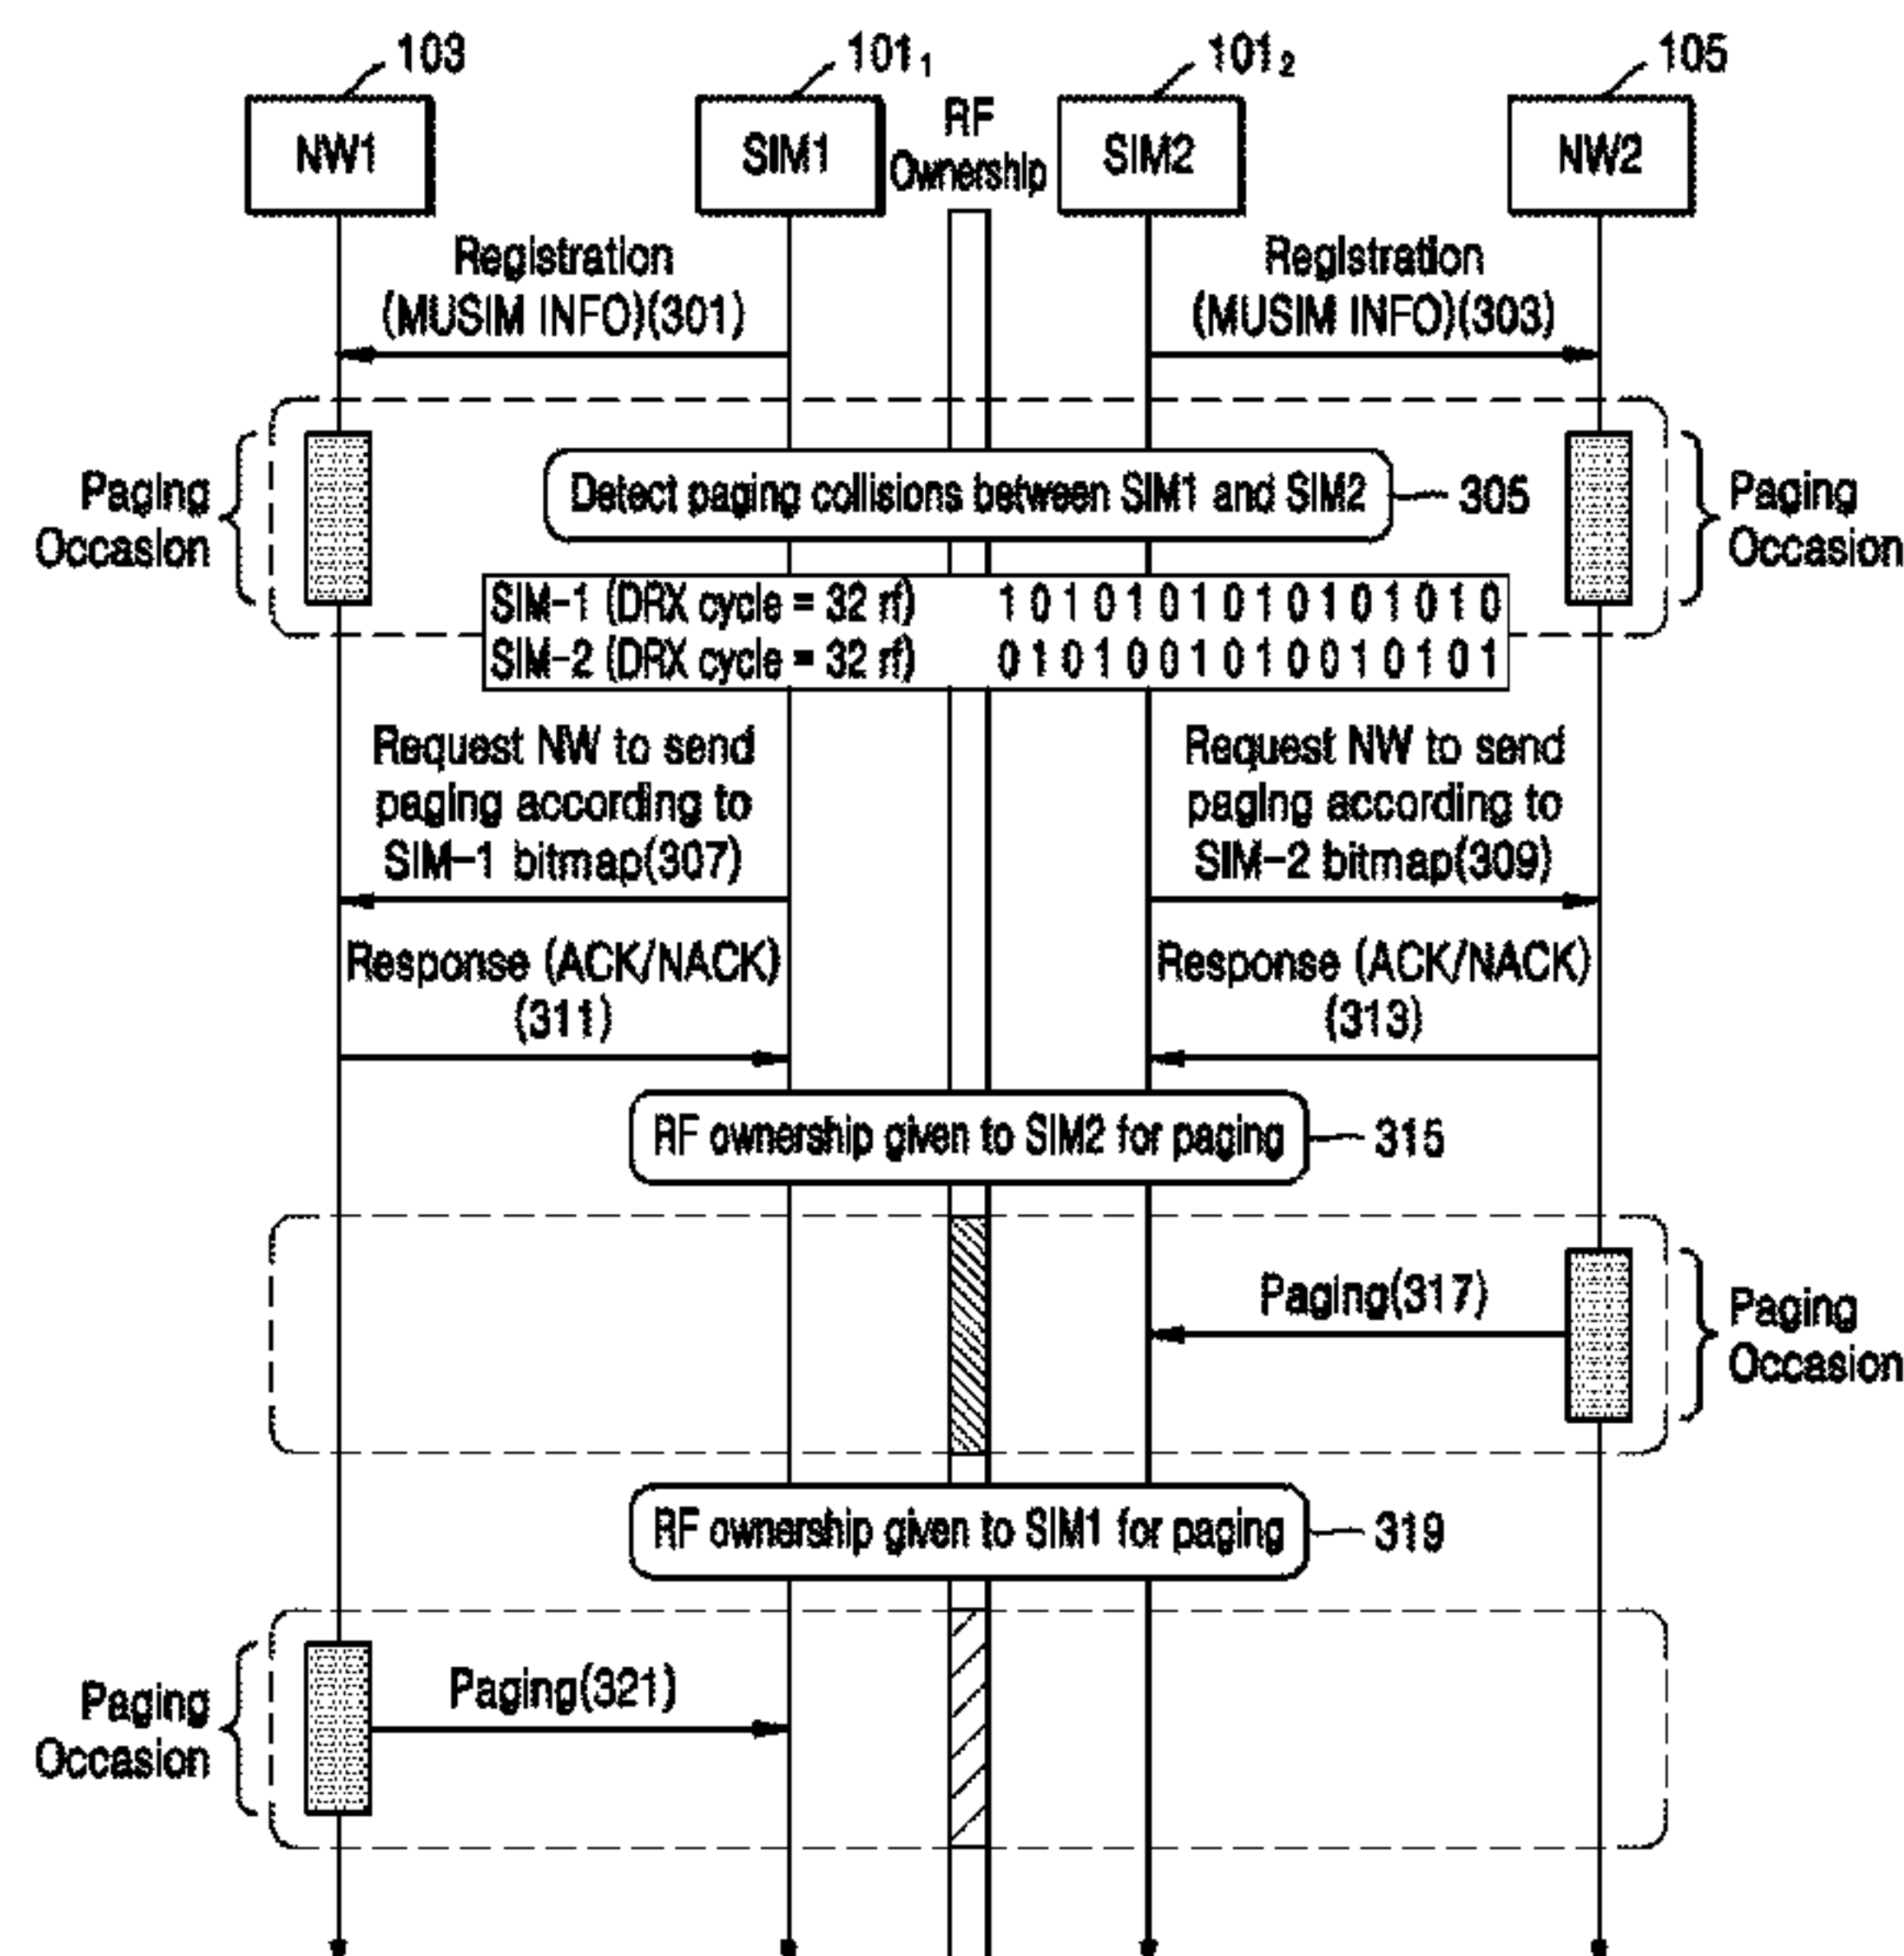 103
101₁
101₂
105
NW1
SIM1
RF
Ownership
SIM2
NW2
Registration
(MUSIM INFO)(301)
Registration
(MUSIM INFO)(303)
Paging
Occasion
Detect paging collisions between SIM1 and SIM2
305
Paging
Occasion
SIM-1 (DRX cycle = 32 rf) 1 0 1 0 1 0 1 0 1 0 1 0 1 0 1 0
SIM-2 (DRX cycle = 32 rf) 0 1 0 1 0 0 1 0 1 0 0 1 0 1 0 1
Request NW to send
paging according to
SIM-1 bitmap(307)
Request NW to send
paging according to
SIM-2 bitmap(309)
Response (ACK/NACK)
(311)
Response (ACK/NACK)
(313)
RF ownership given to SIM2 for paging
315
Paging(317)
Paging
Occasion
RF ownership given to SIM1 for paging
319
Paging
Occasion
Paging(321)